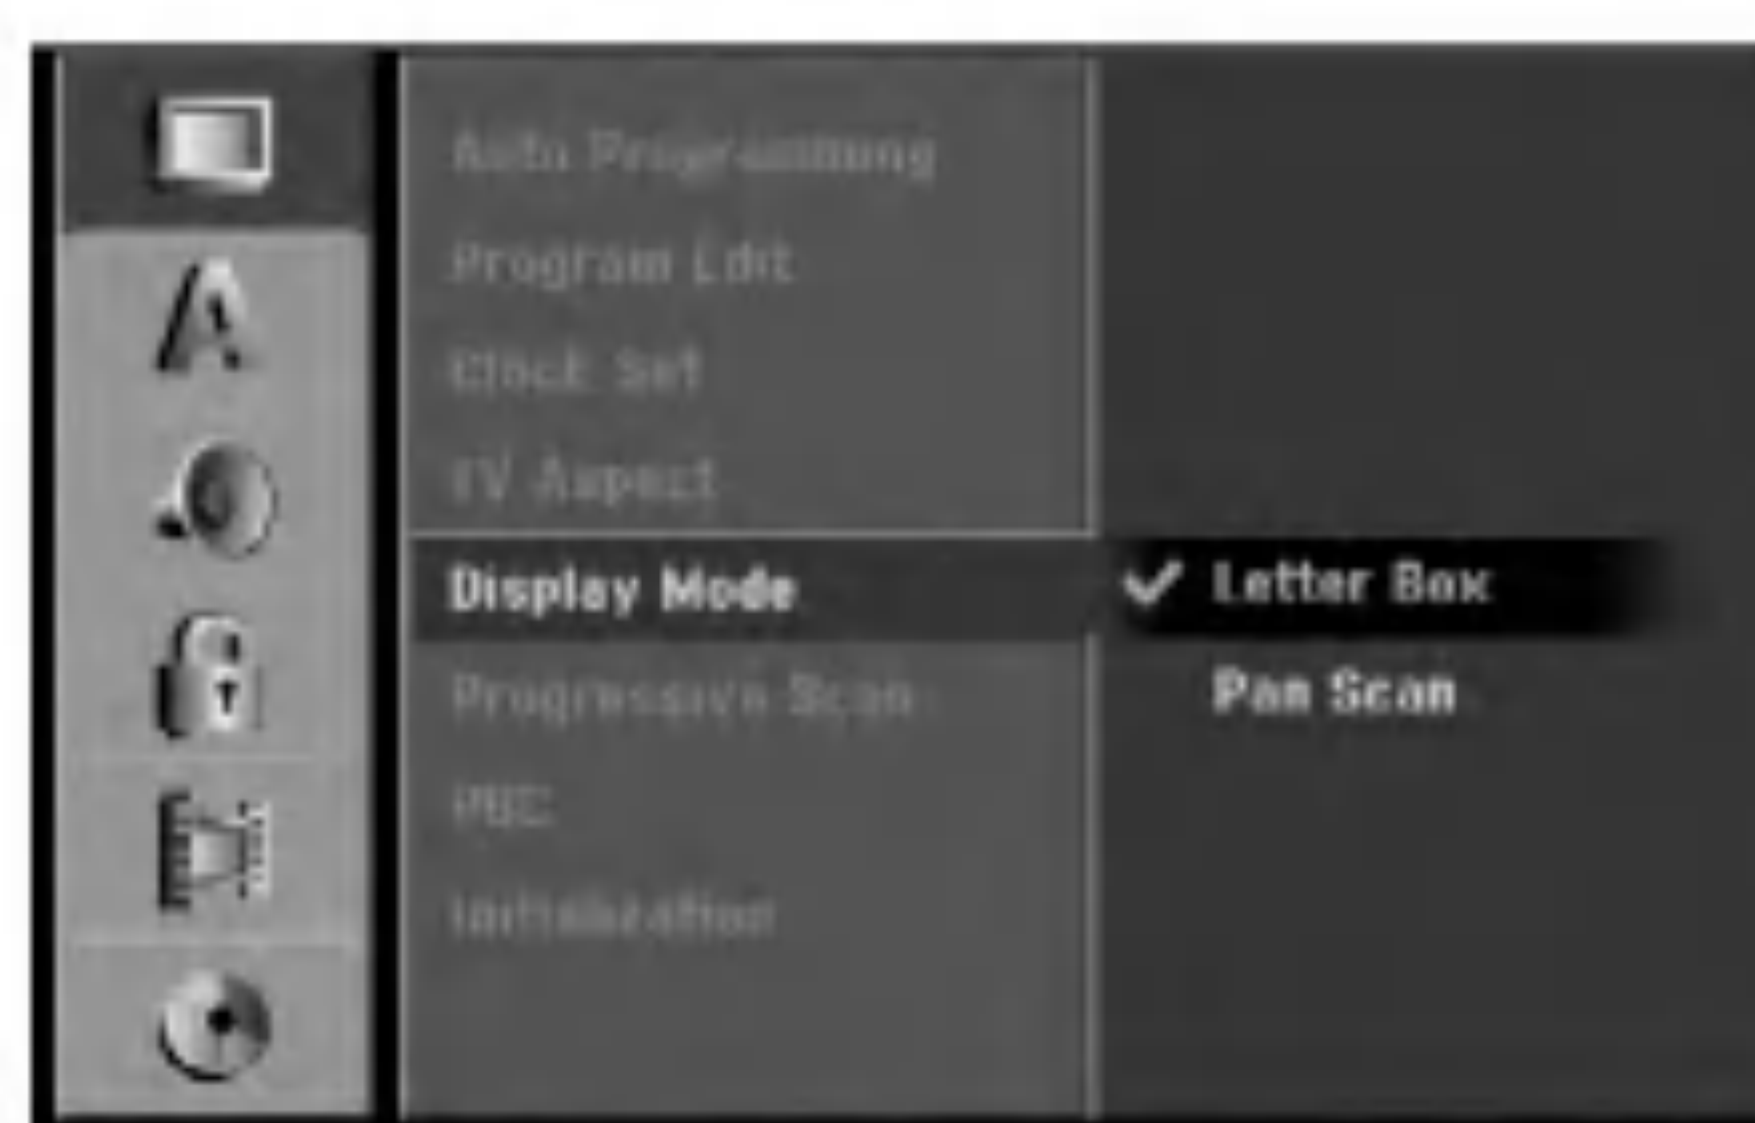 Auto Programming
Program Edit
Clock Set
TV Aspect
Display Mode
✓ Letter Box
Pan Scan
Progressive Scan
PBC
Initialization